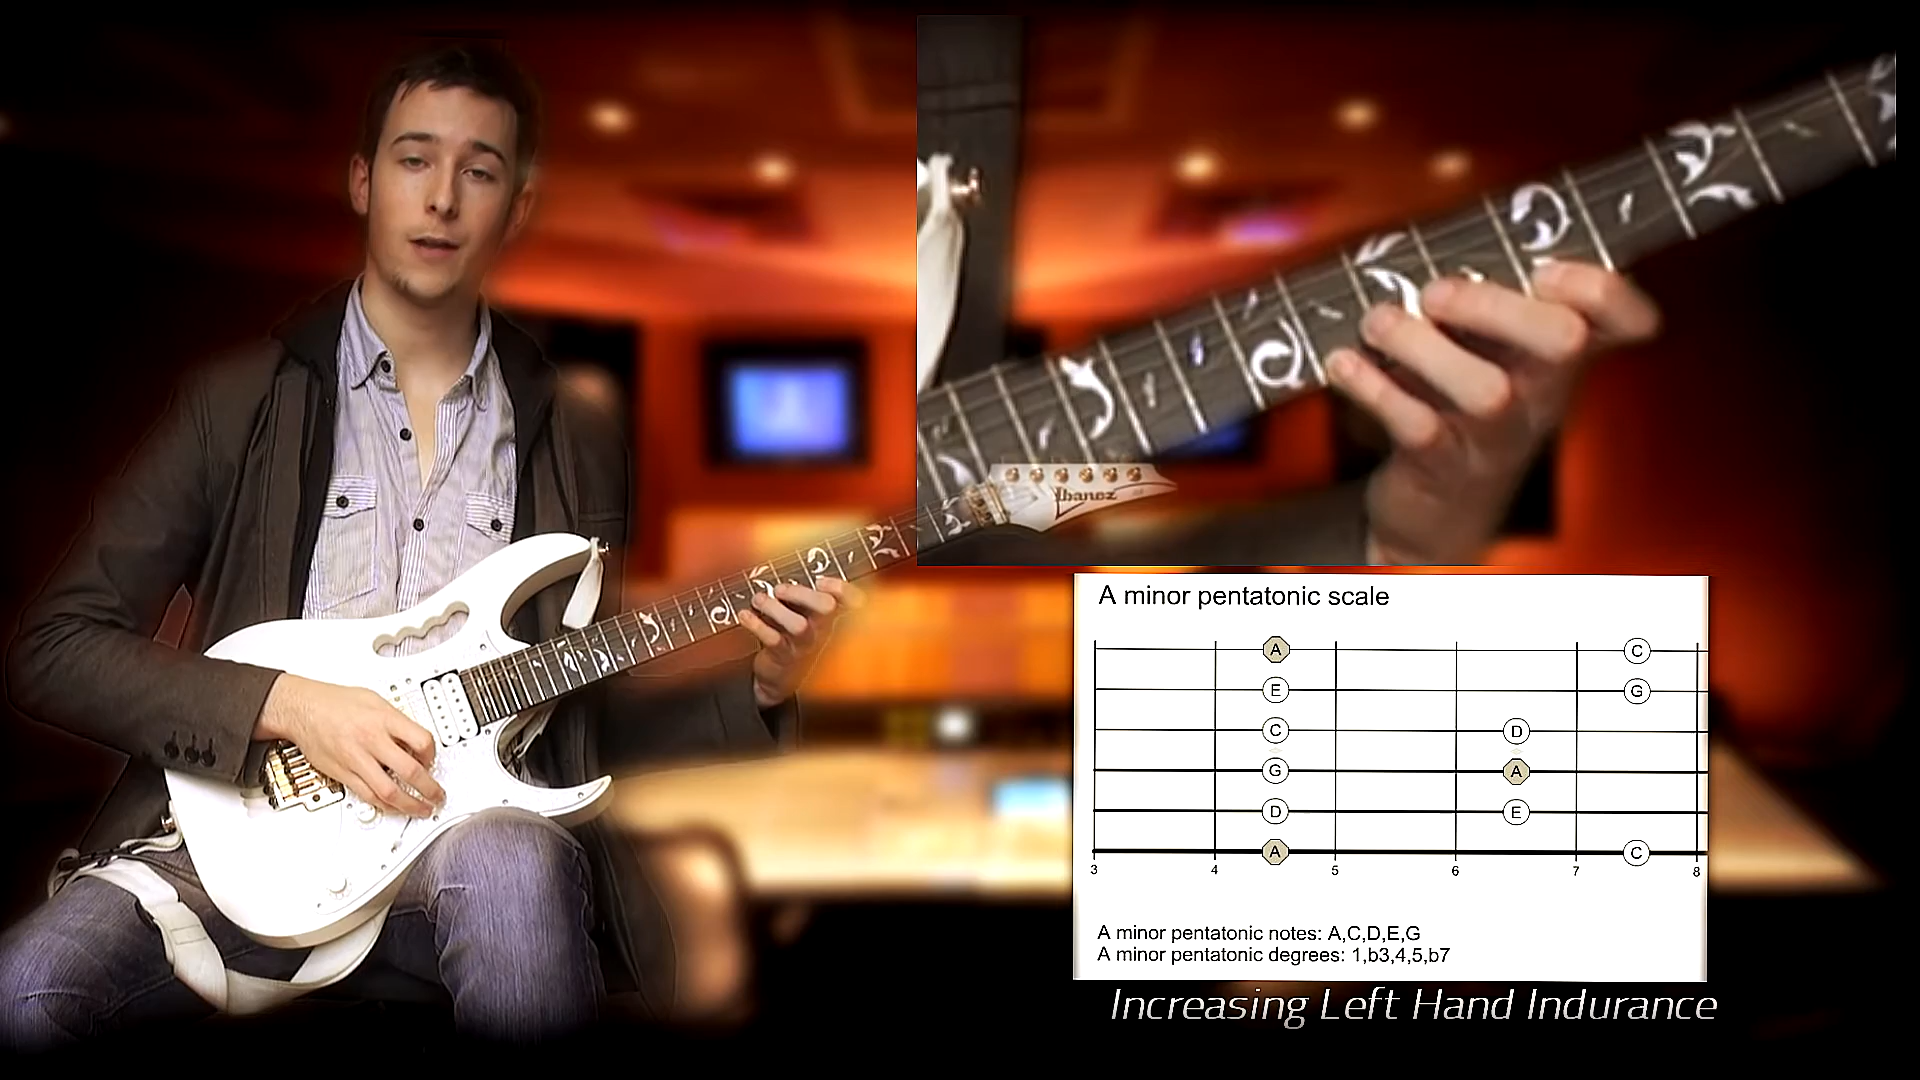 Ibanez
A minor pentatonic scale
A C
E G
C D
G A
D E
A C
3 4 5 6 7 8
A minor pentatonic notes: A,C,D,E,G
A minor pentatonic degrees: 1,b3,4,5,b7
Increasing Left Hand Indurance